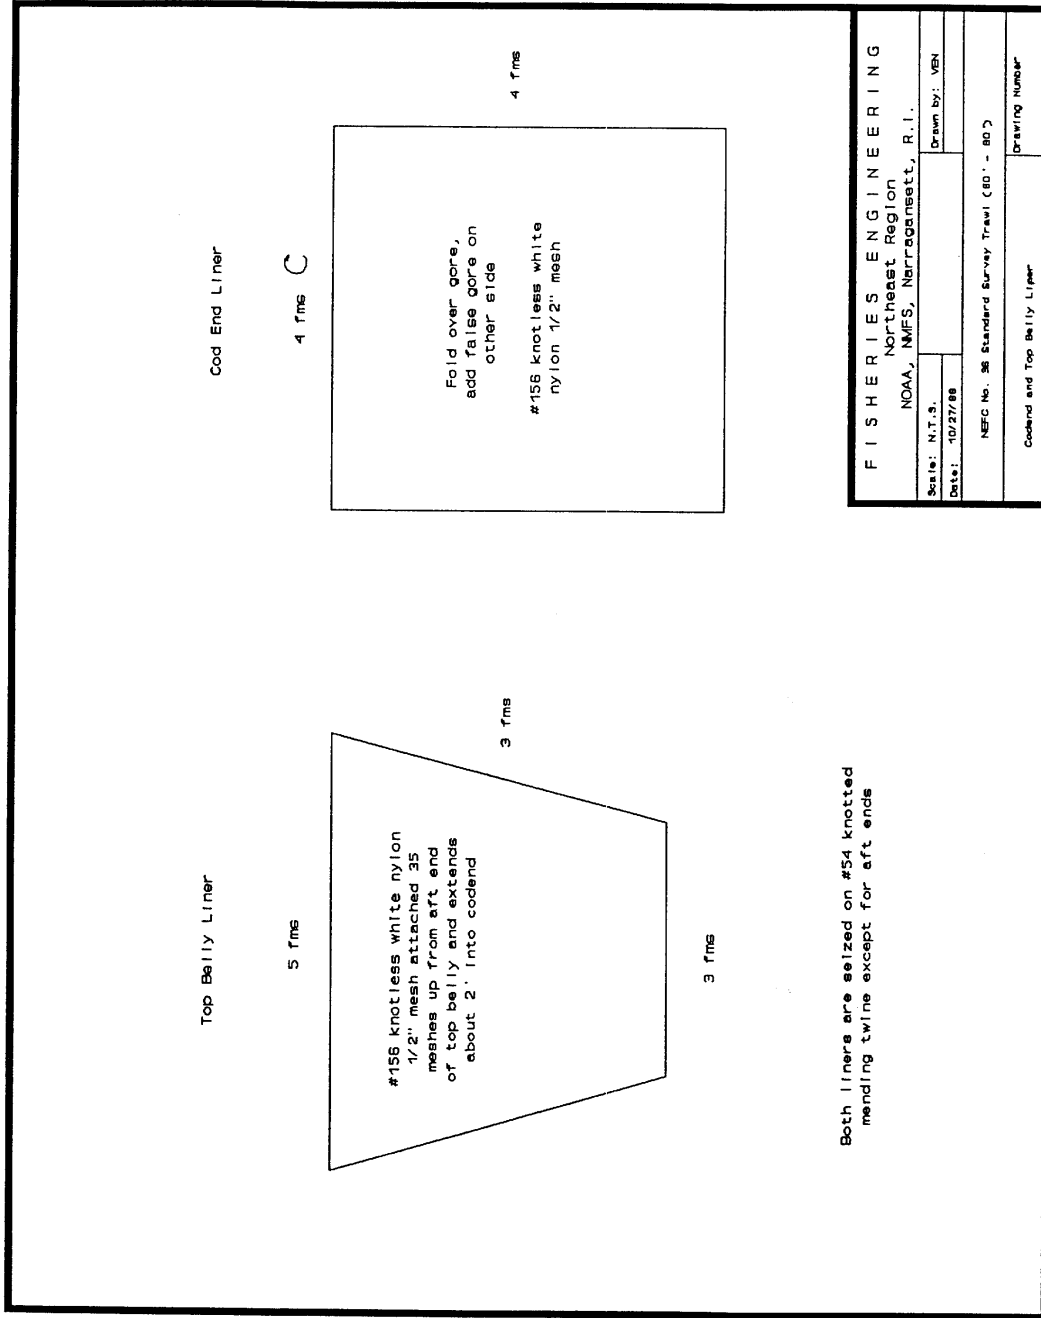 Top Belly Liner
5 fms
#156 knotless white nylon
1/2" mesh attached 35
meshes up from aft end
of top belly and extends
about 2' into codend
3 fms
3 fms
Cod End Liner
4 fms C
Fold over gore,
add false gore on
other side
#156 knotless white
nylon 1/2" mesh
4 fms
Both liners are seized on #54 knotted
mending twine except for aft ends
FISHERIES ENGINEERING
Northeast Region
NOAA, NMFS, Narragansett, R.I.
Scale: N.T.S.
Drawn by: VEN
Date: 10/27/88
NEFC No. 36 Standard Survey Trawl (80' - 80')
Codend and Top Belly Liner
Drawing Number